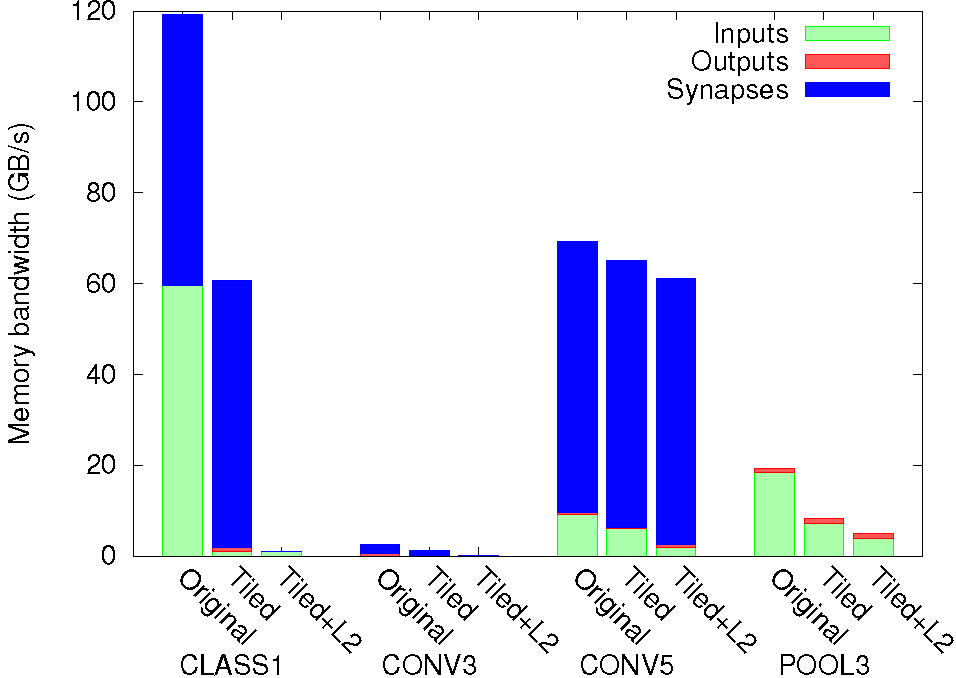 Memory bandwidth (GB/s)
120
100
80
60
40
20
0
Inputs
Outputs
Synapses
Original
Tiled
Tiled+L2
Original
Tiled
Tiled+L2
Original
Tiled
Tiled+L2
Original
Tiled
Tiled+L2
CLASS1
CONV3
CONV5
POOL3